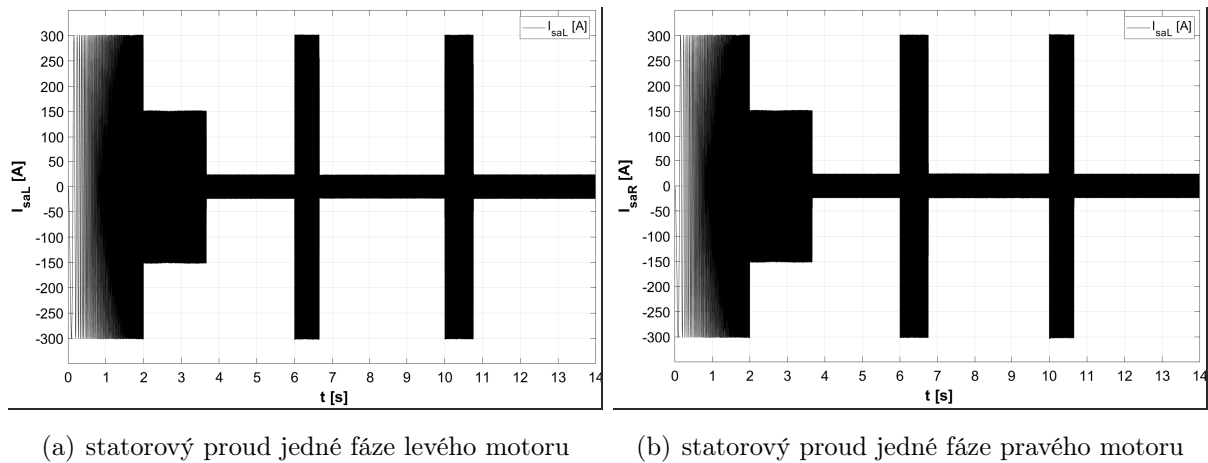 I_saL [A]
300
250
200
150
100
50
0
-50
-100
-150
-200
-250
-300
I_saL [A]
0 1 2 3 4 5 6 7 8 9 10 11 12 13 14
t [s]
(a) statorový proud jedné fáze levého motoru
I_saL [A]
300
250
200
150
100
50
0
-50
-100
-150
-200
-250
-300
I_saR [A]
0 1 2 3 4 5 6 7 8 9 10 11 12 13 14
t [s]
(b) statorový proud jedné fáze pravého motoru